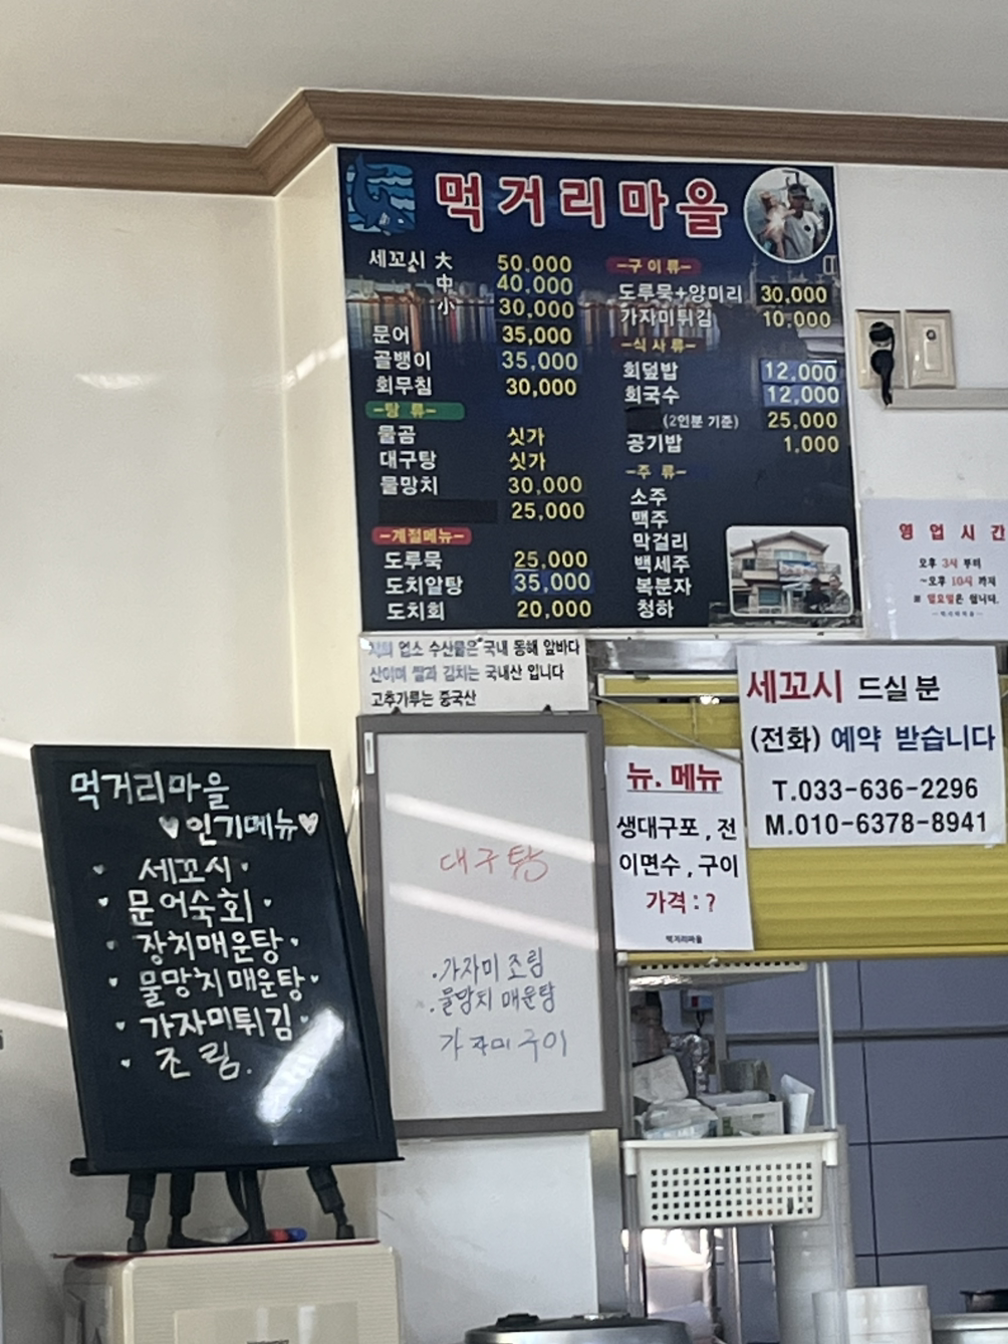 먹거리마을
세꼬시 大 50,000
中 40,000
小 30,000
문어 35,000
골뱅이 35,000
회무침 30,000
-탕 류-
물곰 싯가
대구탕 싯가
물망치 30,000
25,000
-계절메뉴-
도루묵 25,000
도치알탕 35,000
도치회 20,000
-구 이 류-
도루묵+양미리 30,000
가자미튀김 10,000
-식 사 류-
회덮밥 12,000
회국수 12,000
(2인분 기준) 25,000
공기밥 1,000
-주 류-
소주
맥주
막걸리
백세주
복분자
청하
영 업 시 간
오후 3시 부터
~오후 10시 까지
※ 일요일은 쉽니다.
저희 업소 수산물은 국내 동해 앞바다
산이며 쌀과 김치는 국내산 입니다
고추가루는 중국산
세꼬시 드실분
(전화) 예약 받습니다
T.033-636-2296
M.010-6378-8941
뉴. 메뉴
생대구포 , 전
이면수 , 구이
가격 : ?
먹거리마을
대구탕
·가자미 조림
·물망치 매운탕
가자미 구이
먹거리마을
♥인기메뉴♥
세꼬시·
문어숙회·
장치매운탕·
물망치매운탕·
가자미튀김·
조림.